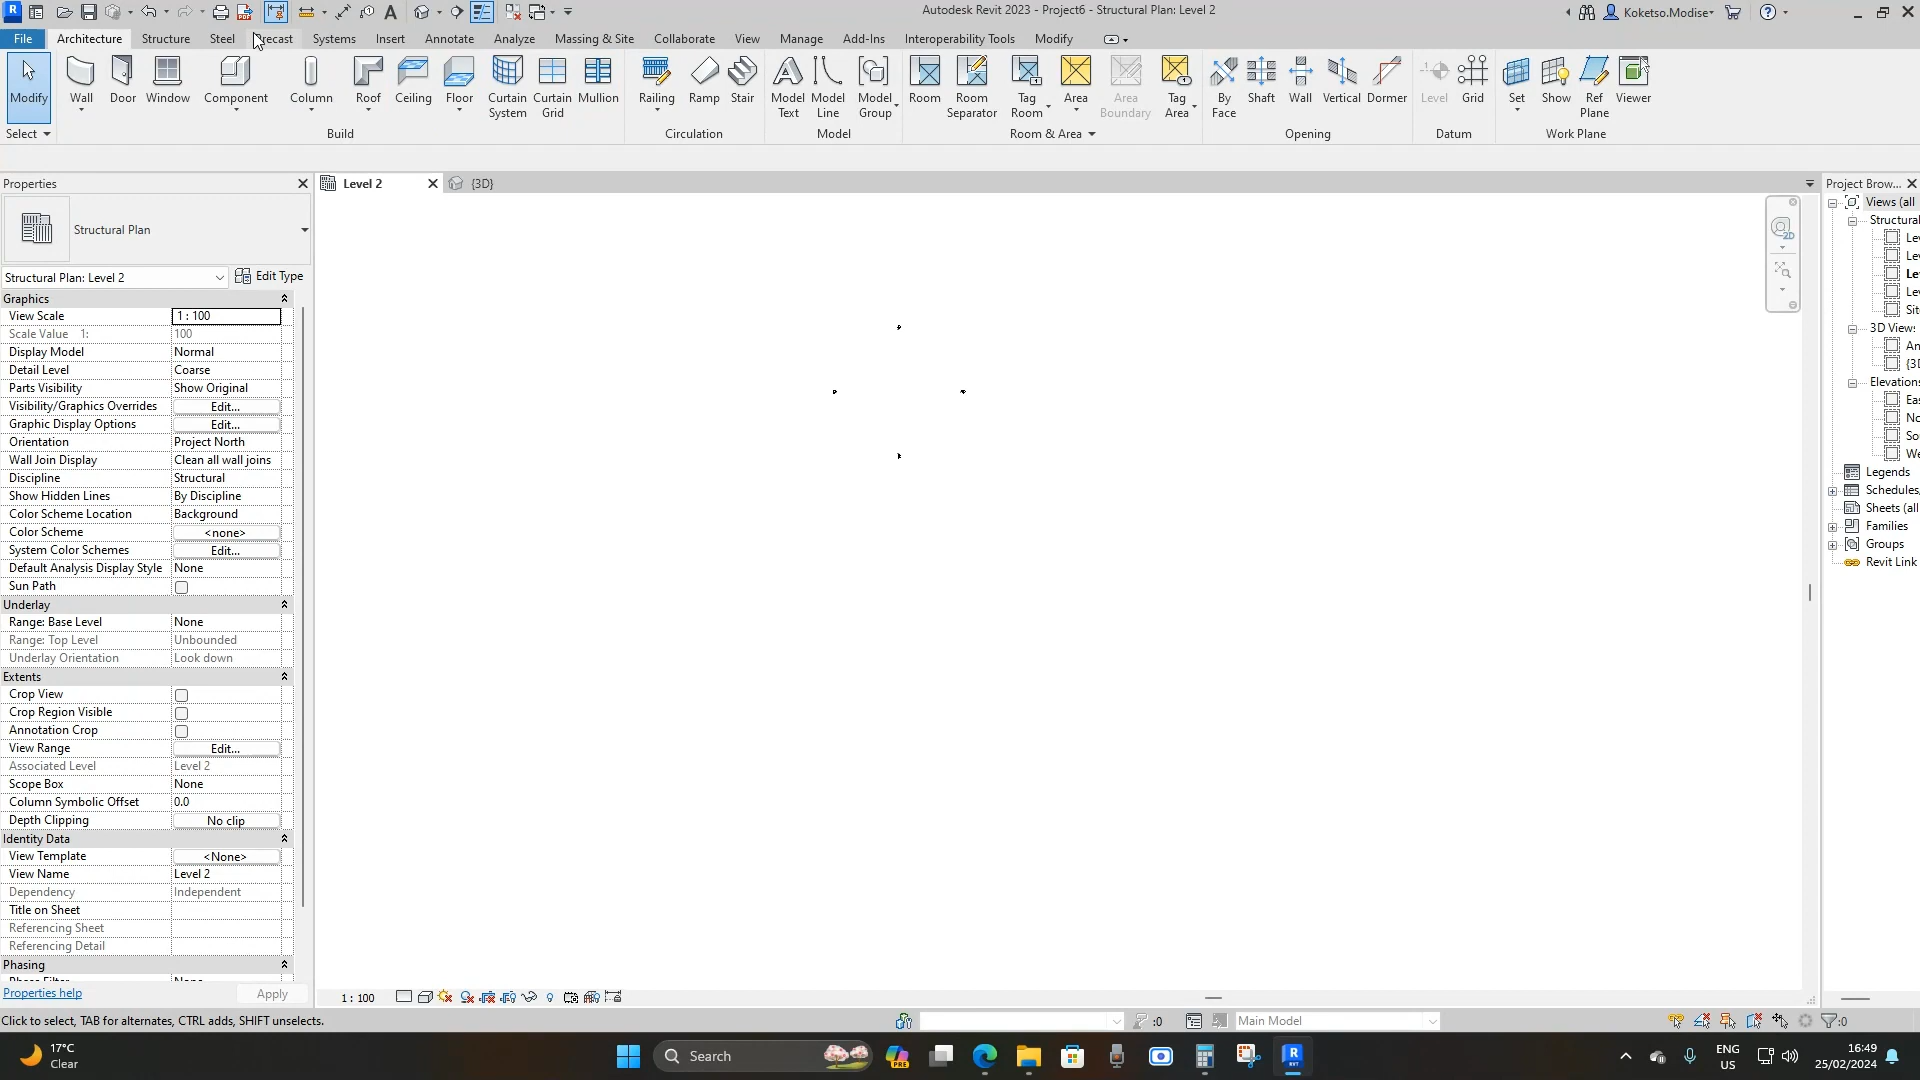 Autodesk Revit 2023 - Project6 - Structural Plan: Level 2
Koketso.Modise
File Architecture Structure Steel Precast Systems Insert Annotate Analyze Massing & Site Collaborate View Manage Add-Ins Interoperability Tools Modify
Modify Wall Door Window Component Column Roof Ceiling Floor Curtain System Curtain Grid Mullion Railing Ramp Stair Model Text Model Line Model Group Room Room Separator Tag Room Area Area Boundary Tag Area By Face Shaft Wall Vertical Dormer Level Grid Set Show Ref Plane Viewer
Select Build Circulation Model Room & Area Opening Datum Work Plane
Properties
Level 2
{3D}
Project Brow...
Structural Plan
Structural Plan: Level 2
Edit Type
Graphics
View Scale 1 : 100
Scale Value 1: 100
Display Model Normal
Detail Level Coarse
Parts Visibility Show Original
Visibility/Graphics Overrides Edit...
Graphic Display Options Edit...
Orientation Project North
Wall Join Display Clean all wall joins
Discipline Structural
Show Hidden Lines By Discipline
Color Scheme Location Background
Color Scheme <none>
System Color Schemes Edit...
Default Analysis Display Style None
Sun Path
Underlay
Range: Base Level None
Range: Top Level Unbounded
Underlay Orientation Look down
Extents
Crop View
Crop Region Visible
Annotation Crop
View Range Edit...
Associated Level Level 2
Scope Box None
Column Symbolic Offset 0.0
Depth Clipping No clip
Identity Data
View Template <None>
View Name Level 2
Dependency Independent
Title on Sheet
Referencing Sheet
Referencing Detail
Phasing
Properties help
Apply
2D
Views (all
Structural
Le
Le
Le
Le
Sit
3D View
An
{3D
Elevations
Eas
No
So
We
Legends
Schedules
Sheets (all
Families
Groups
Revit Link
1 : 100
Click to select, TAB for alternates, CTRL adds, SHIFT unselects.
:0
Main Model
:0
17°C
Clear
Search
PRE
ENG
US
16:49
25/02/2024